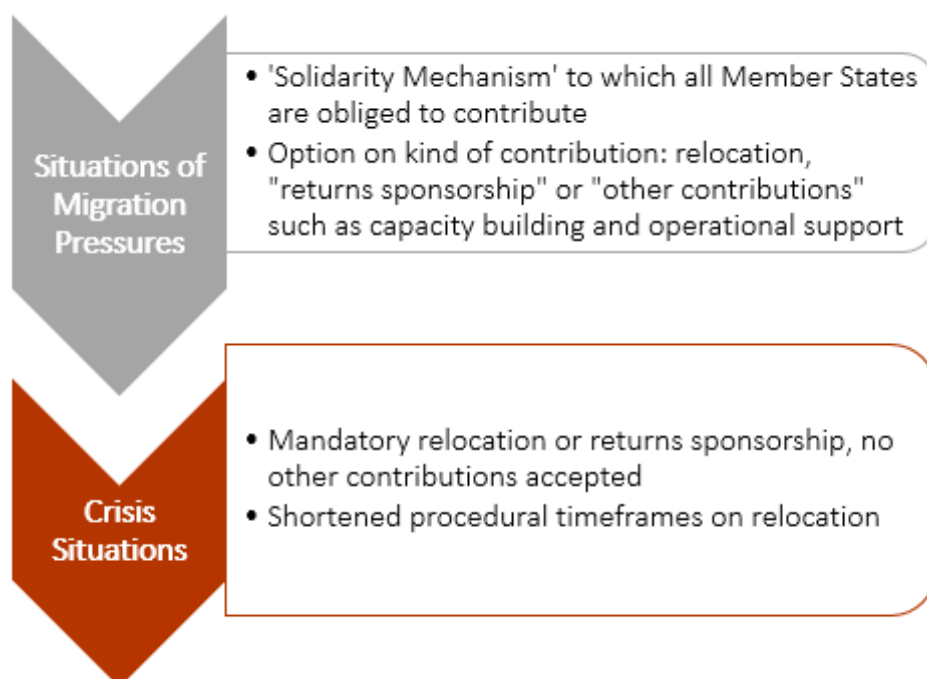 Situations of
Migration
Pressures
• 'Solidarity Mechanism' to which all Member States
are obliged to contribute
• Option on kind of contribution: relocation,
"returns sponsorship" or "other contributions"
such as capacity building and operational support
Crisis
Situations
• Mandatory relocation or returns sponsorship, no
other contributions accepted
• Shortened procedural timeframes on relocation